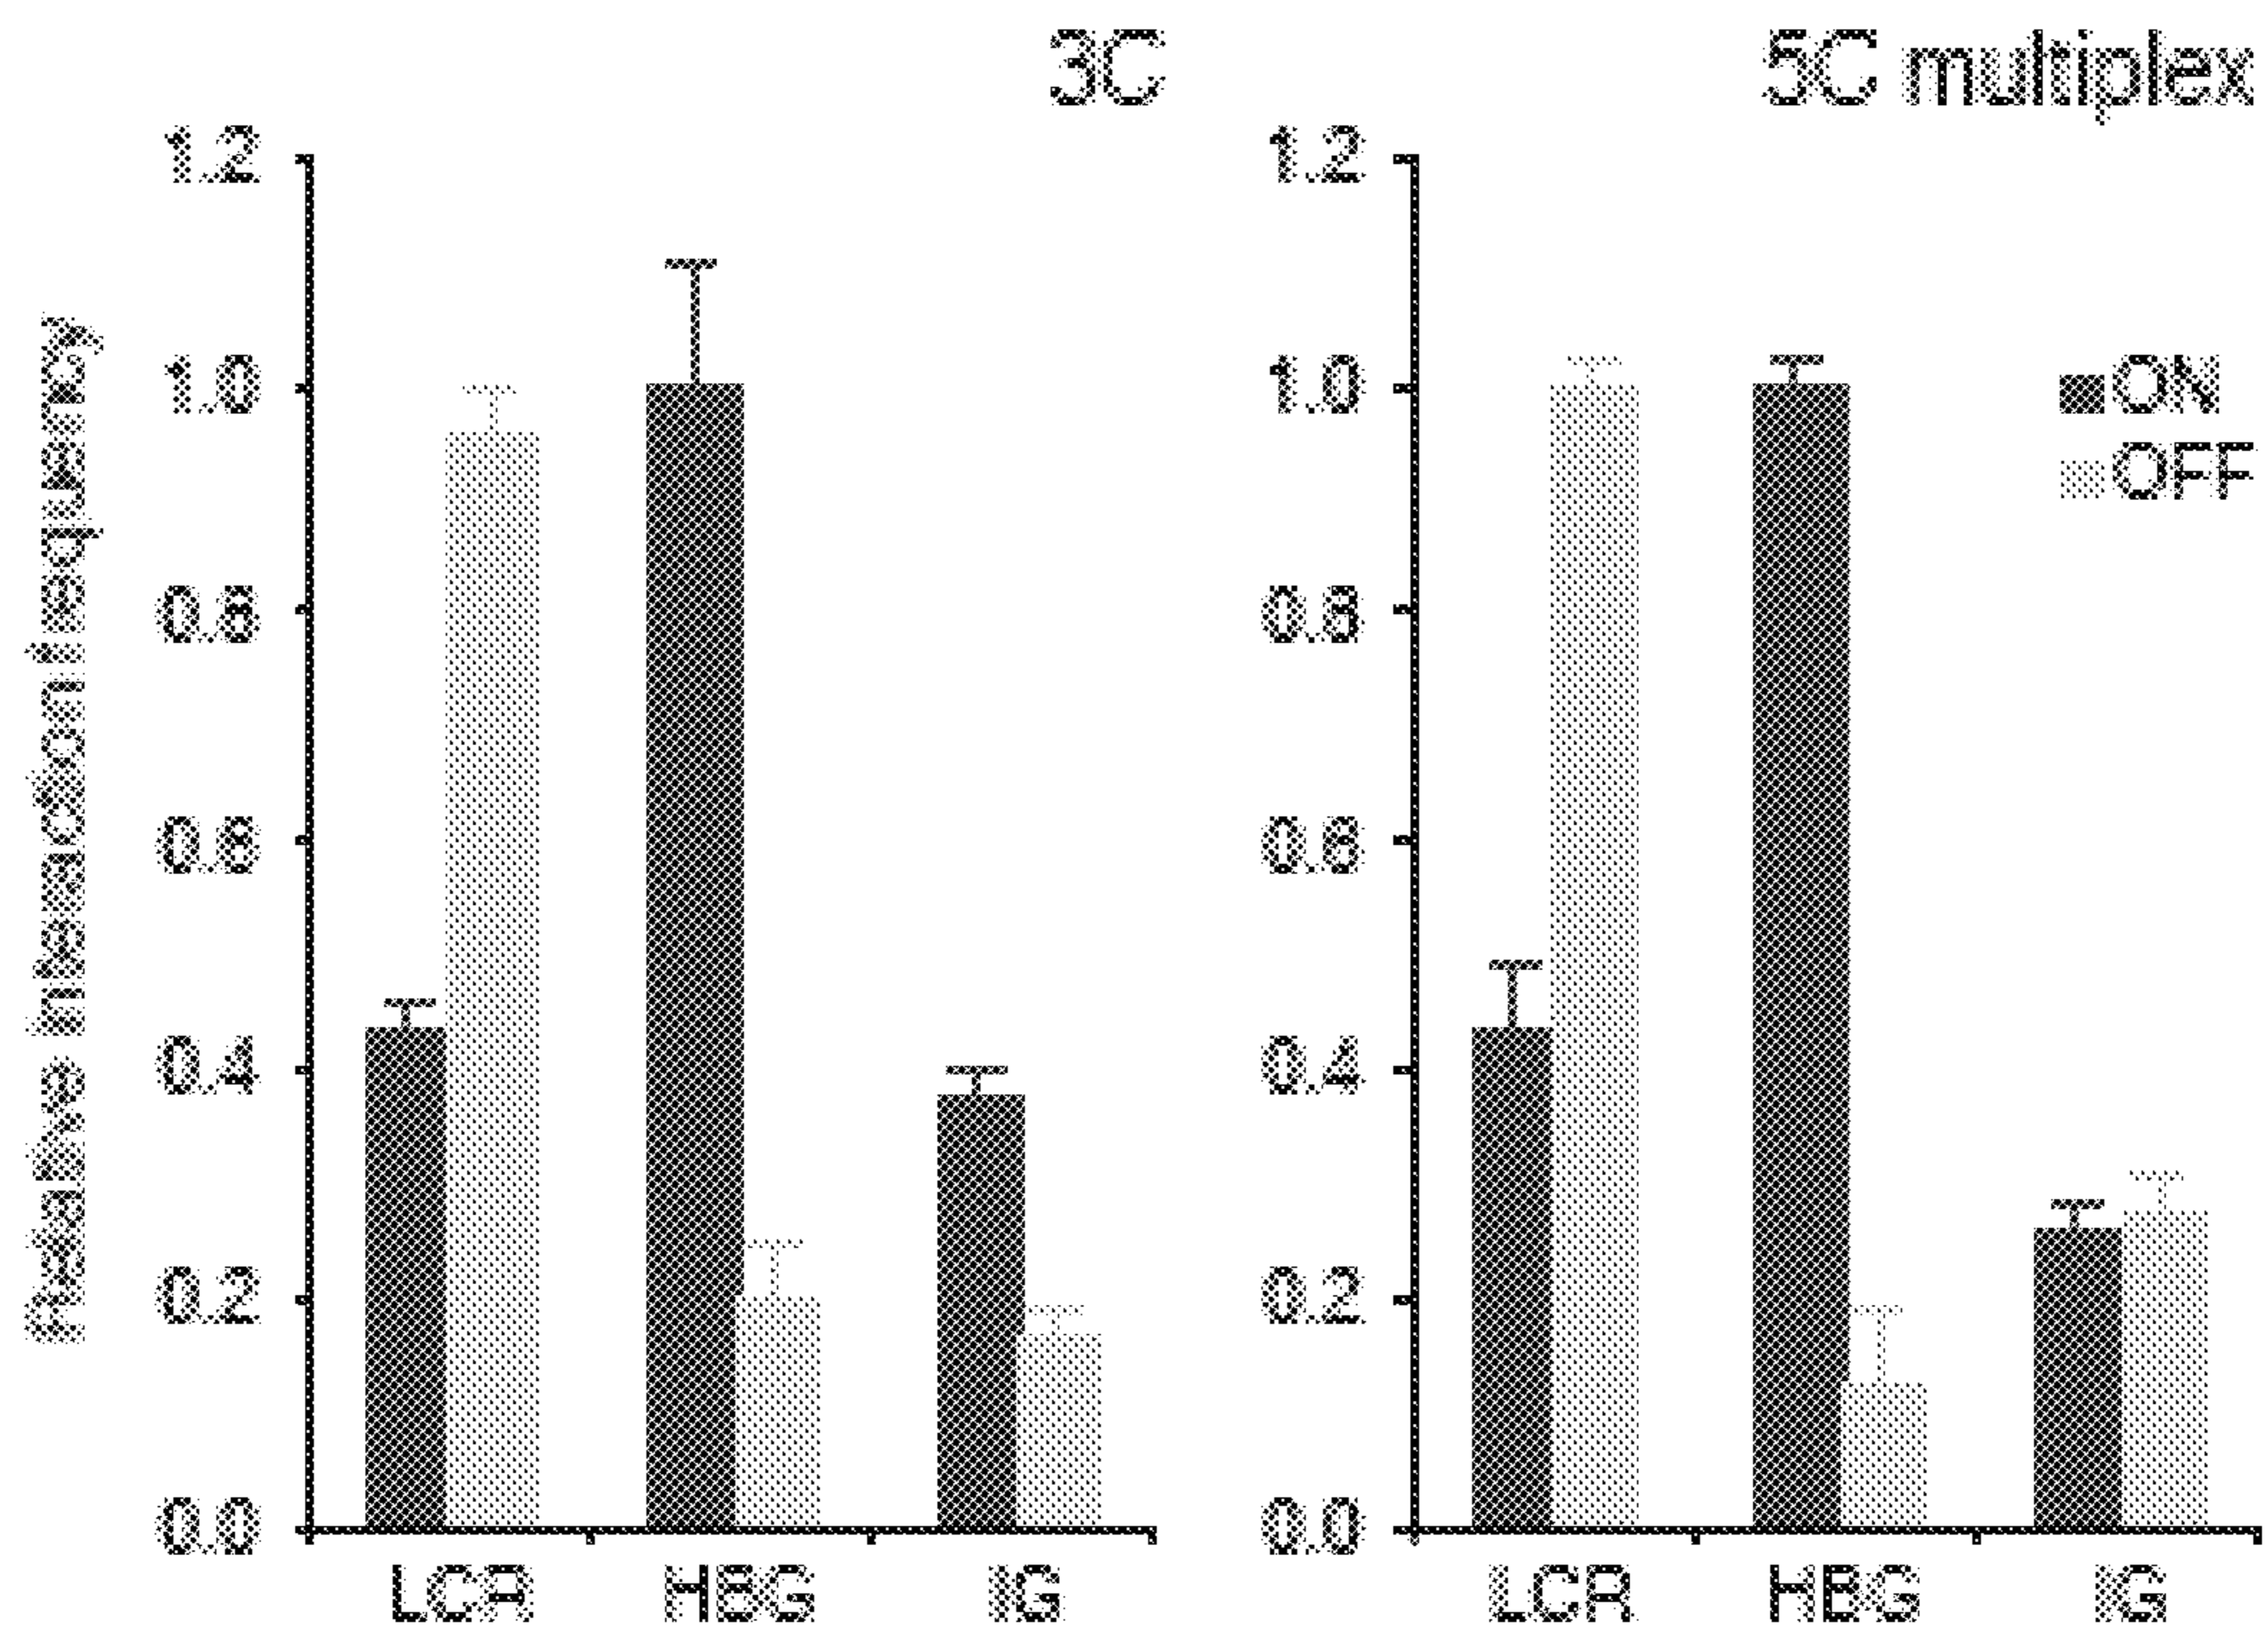 3C
1.2
1.0
0.8
0.6
0.4
0.2
0.0
Relative interaction frequency
LCR
HBG
IG
5C multiplex
1.2
1.0
0.8
0.6
0.4
0.2
0.0
ON
OFF
LCR
HBG
IG